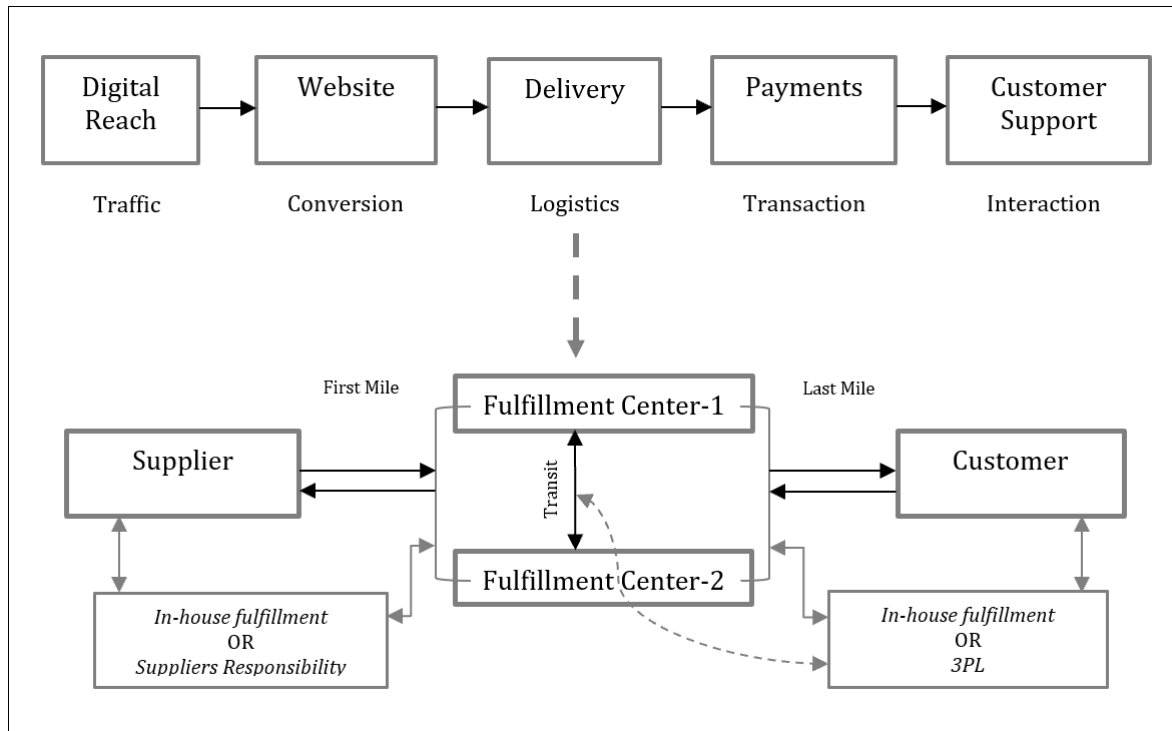 Digital
Reach
Website
Delivery
Payments
Customer
Support
Traffic
Conversion
Logistics
Transaction
Interaction
First Mile
Fulfillment Center-1
Last Mile
Supplier
Transit
Customer
Fulfillment Center-2
In-house fulfillment
OR
Suppliers Responsibility
In-house fulfillment
OR
3PL